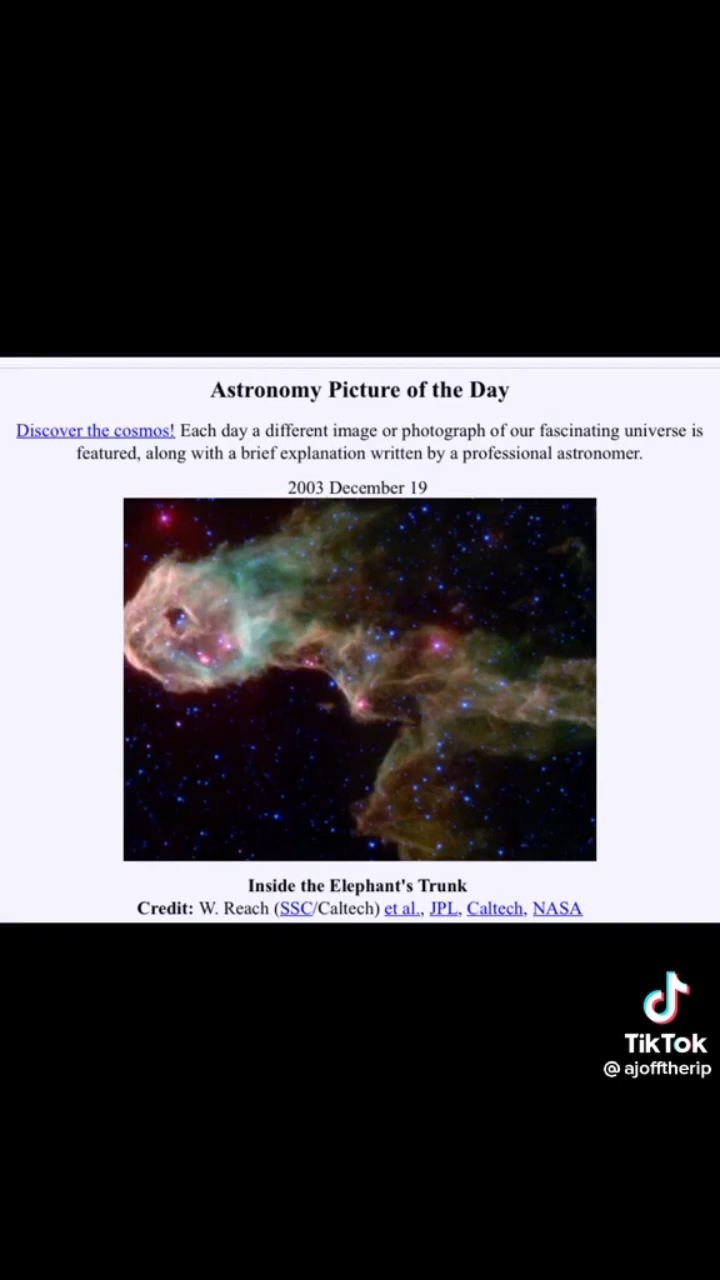 Astronomy Picture of the Day
Discover the cosmos! Each day a different image or photograph of our fascinating universe is
featured, along with a brief explanation written by a professional astronomer.
2003 December 19
Inside the Elephant's Trunk
Credit: W. Reach (SSC/Caltech) et al., JPL, Caltech, NASA
TikTok
@ajofftherip